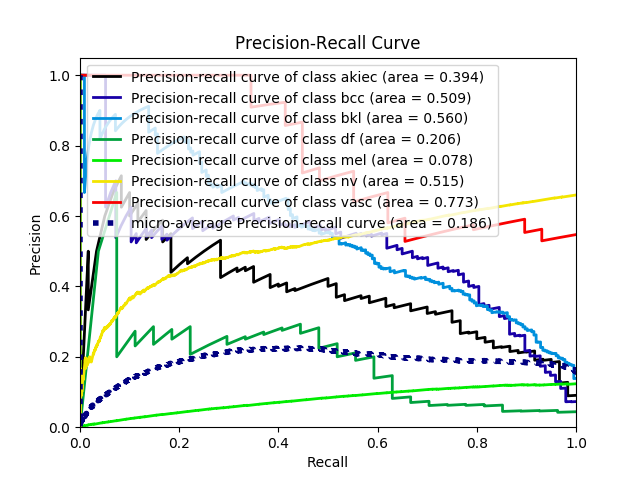 Precision-Recall Curve
1.0
0.8
0.6
0.4
0.2
0.0
Precision
Precision-recall curve of class akiec (area = 0.394)
Precision-recall curve of class bcc (area = 0.509)
Precision-recall curve of class bkl (area = 0.560)
Precision-recall curve of class df (area = 0.206)
Precision-recall curve of class mel (area = 0.078)
Precision-recall curve of class nv (area = 0.515)
Precision-recall curve of class vasc (area = 0.773)
micro-average Precision-recall curve (area = 0.186)
0.0 0.2 0.4 0.6 0.8 1.0
Recall